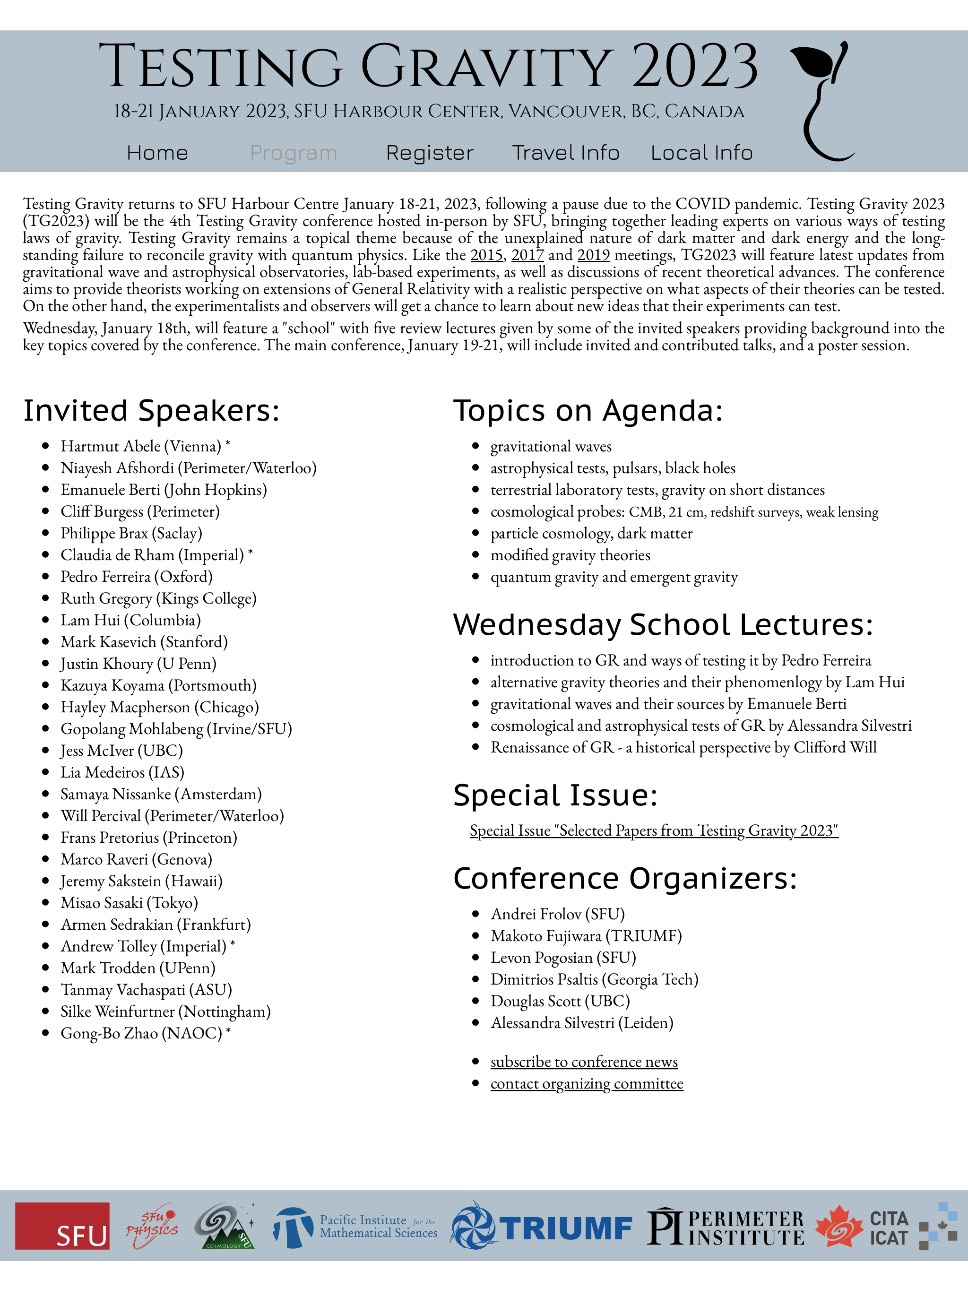 Testing Gravity 2023
18-21 January 2023, SFU Harbour Center, Vancouver, BC, Canada
Home Program Register Travel Info Local Info
Testing Gravity returns to SFU Harbour Centre January 18-21, 2023, following a pause due to the COVID pandemic. Testing Gravity 2023
(TG2023) will be the 4th Testing Gravity conference hosted in-person by SFU, bringing together leading experts on various ways of testing
laws of gravity. Testing Gravity remains a topical theme because of the unexplained nature of dark matter and dark energy and the long-
standing failure to reconcile gravity with quantum physics. Like the 2015, 2017 and 2019 meetings, TG2023 will feature latest updates from
gravitational wave and astrophysical observatories, lab-based experiments, as well as discussions of recent theoretical advances. The conference
aims to provide theorists working on extensions of General Relativity with a realistic perspective on what aspects of their theories can be tested.
On the other hand, the experimentalists and observers will get a chance to learn about new ideas that their experiments can test.
Wednesday, January 18th, will feature a "school" with five review lectures given by some of the invited speakers providing background into the
key topics covered by the conference. The main conference, January 19-21, will include invited and contributed talks, and a poster session.
Invited Speakers:
• Hartmut Abele (Vienna) *
• Niayesh Afshordi (Perimeter/Waterloo)
• Emanuele Berti (John Hopkins)
• Cliff Burgess (Perimeter)
• Philippe Brax (Saclay)
• Claudia de Rham (Imperial) *
• Pedro Ferreira (Oxford)
• Ruth Gregory (Kings College)
• Lam Hui (Columbia)
• Mark Kasevich (Stanford)
• Justin Khoury (U Penn)
• Kazuya Koyama (Portsmouth)
• Hayley Macpherson (Chicago)
• Gopolang Mohlabeng (Irvine/SFU)
• Jess McIver (UBC)
• Lia Medeiros (IAS)
• Samaya Nissanke (Amsterdam)
• Will Percival (Perimeter/Waterloo)
• Frans Pretorius (Princeton)
• Marco Raveri (Genova)
• Jeremy Sakstein (Hawaii)
• Misao Sasaki (Tokyo)
• Armen Sedrakian (Frankfurt)
• Andrew Tolley (Imperial) *
• Mark Trodden (UPenn)
• Tanmay Vachaspati (ASU)
• Silke Weinfurtner (Nottingham)
• Gong-Bo Zhao (NAOC) *
Topics on Agenda:
• gravitational waves
• astrophysical tests, pulsars, black holes
• terrestrial laboratory tests, gravity on short distances
• cosmological probes: CMB, 21 cm, redshift surveys, weak lensing
• particle cosmology, dark matter
• modified gravity theories
• quantum gravity and emergent gravity
Wednesday School Lectures:
• introduction to GR and ways of testing it by Pedro Ferreira
• alternative gravity theories and their phenomenlogy by Lam Hui
• gravitational waves and their sources by Emanuele Berti
• cosmological and astrophysical tests of GR by Alessandra Silvestri
• Renaissance of GR - a historical perspective by Clifford Will
Special Issue:
Special Issue "Selected Papers from Testing Gravity 2023"
Conference Organizers:
• Andrei Frolov (SFU)
• Makoto Fujiwara (TRIUMF)
• Levon Pogosian (SFU)
• Dimitrios Psaltis (Georgia Tech)
• Douglas Scott (UBC)
• Alessandra Silvestri (Leiden)
• subscribe to conference news
• contact organizing committee
SFU
SFU
PHYSICS
COSMOLOGY
SFU
Pacific Institute for the
Mathematical Sciences
TRIUMF
PI
PERIMETER
INSTITUTE
CITA
ICAT